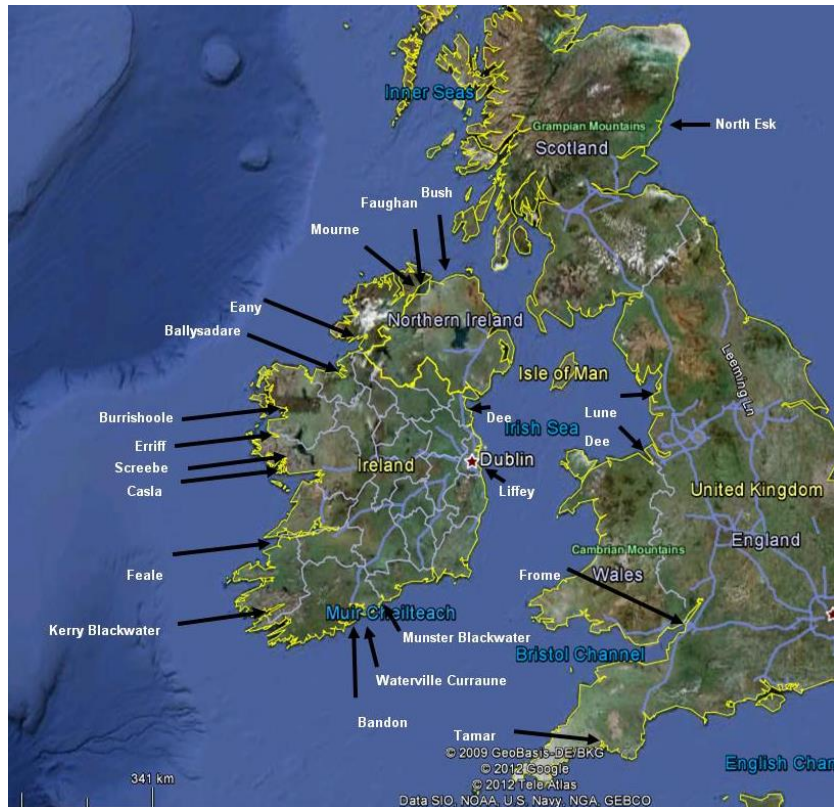 Inner Seas
Grampian Mountains
North Esk
Scotland
Bush
Faughan
Mourne
Eany
Northern Ireland
Ballysadare
Leeming Ln
Isle of Man
Burrishoole
Dee
Lune
Irish Sea
Erriff
Dee
Screebe
Ireland
Dublin
Casla
Liffey
United Kingdom
England
Cambrian Mountains
Feale
Frome
Wales
Muir Cheilteach
Kerry Blackwater
Munster Blackwater
Bristol Channel
Waterville Curraune
Bandon
Tamar
© 2009 GeoBasis-DE/BKG
© 2012 Google
English Chan
© 2012 Tele Atlas
341 km
Data SIO, NOAA, U.S. Navy, NGA, GEBCO